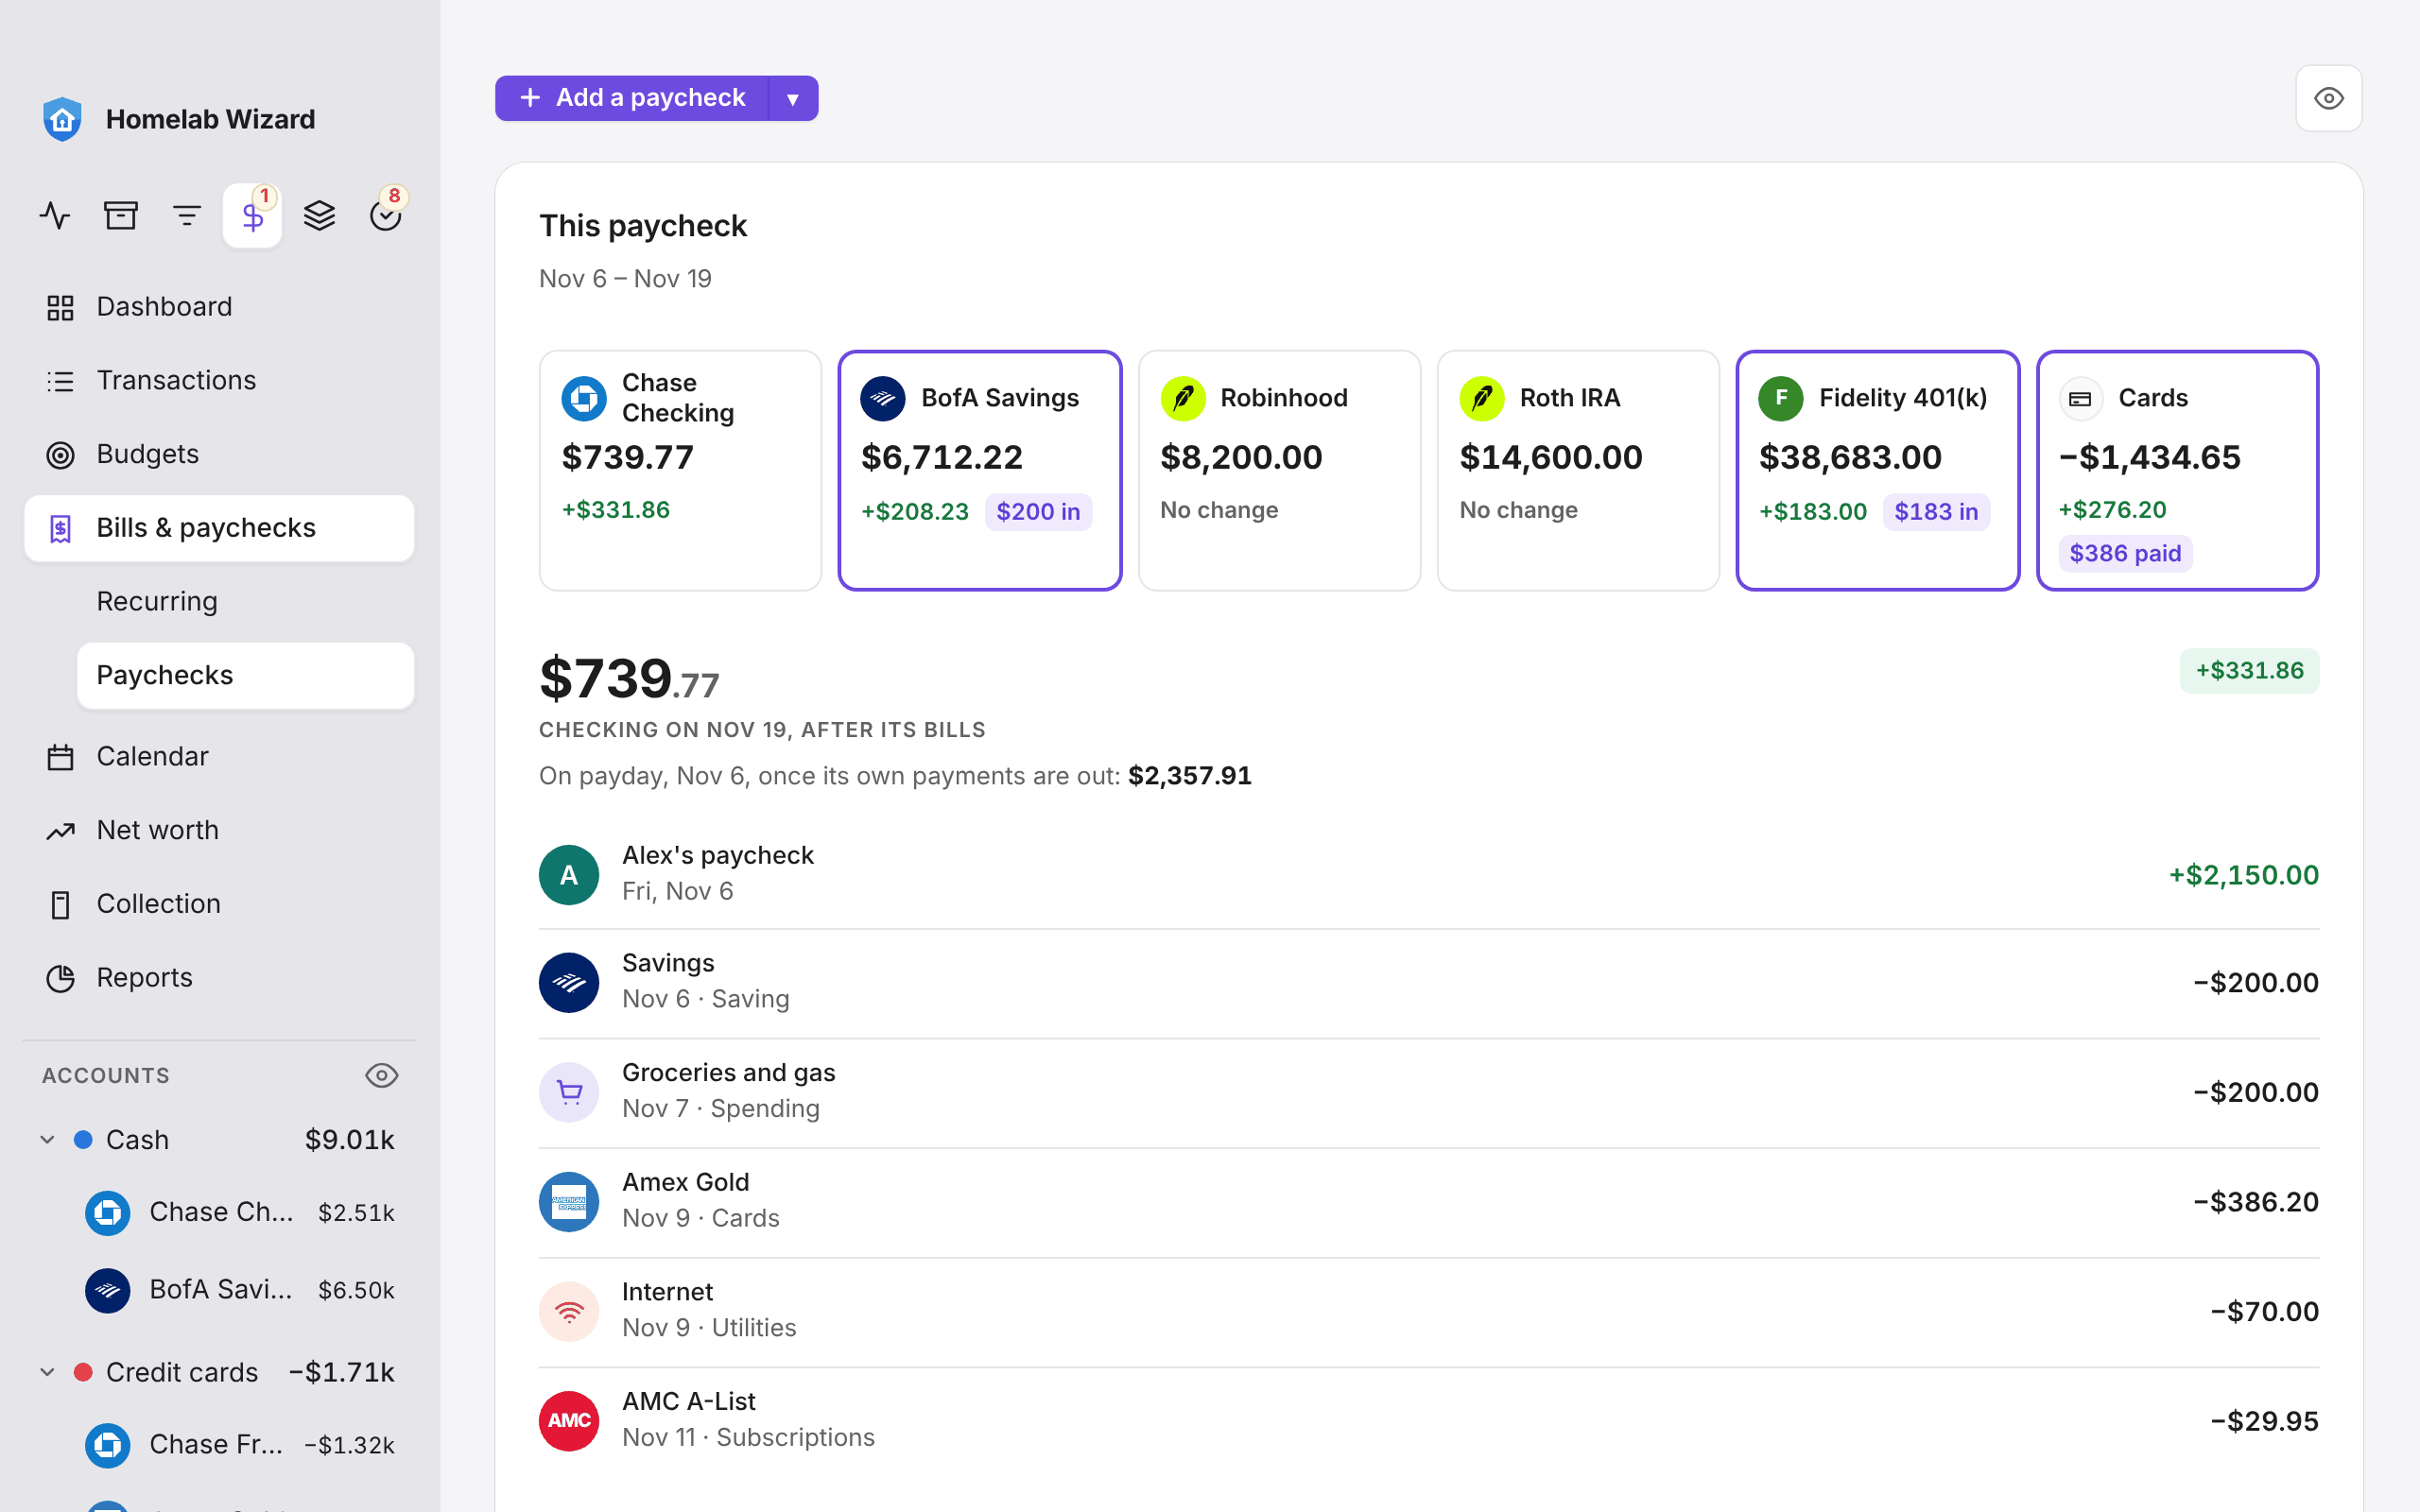 Homelab Wizard
1
8
Dashboard
Transactions
Budgets
Bills & paychecks
Recurring
Paychecks
Calendar
Net worth
Collection
Reports
ACCOUNTS
Cash $9.01k
Chase Ch... $2.51k
BofA Savi... $6.50k
Credit cards −$1.71k
Chase Fr... −$1.32k
+ Add a paycheck
This paycheck
Nov 6 – Nov 19
Chase
Checking
$739.77
+$331.86
BofA Savings
$6,712.22
+$208.23 $200 in
Robinhood
$8,200.00
No change
Roth IRA
$14,600.00
No change
F Fidelity 401(k)
$38,683.00
+$183.00 $183 in
Cards
−$1,434.65
+$276.20
$386 paid
$739.77
+$331.86
CHECKING ON NOV 19, AFTER ITS BILLS
On payday, Nov 6, once its own payments are out: $2,357.91
A
Alex's paycheck
Fri, Nov 6
+$2,150.00
Savings
Nov 6 · Saving
−$200.00
Groceries and gas
Nov 7 · Spending
−$200.00
AMERICAN
EXPRESS
Amex Gold
Nov 9 · Cards
−$386.20
Internet
Nov 9 · Utilities
−$70.00
AMC
AMC A-List
Nov 11 · Subscriptions
−$29.95